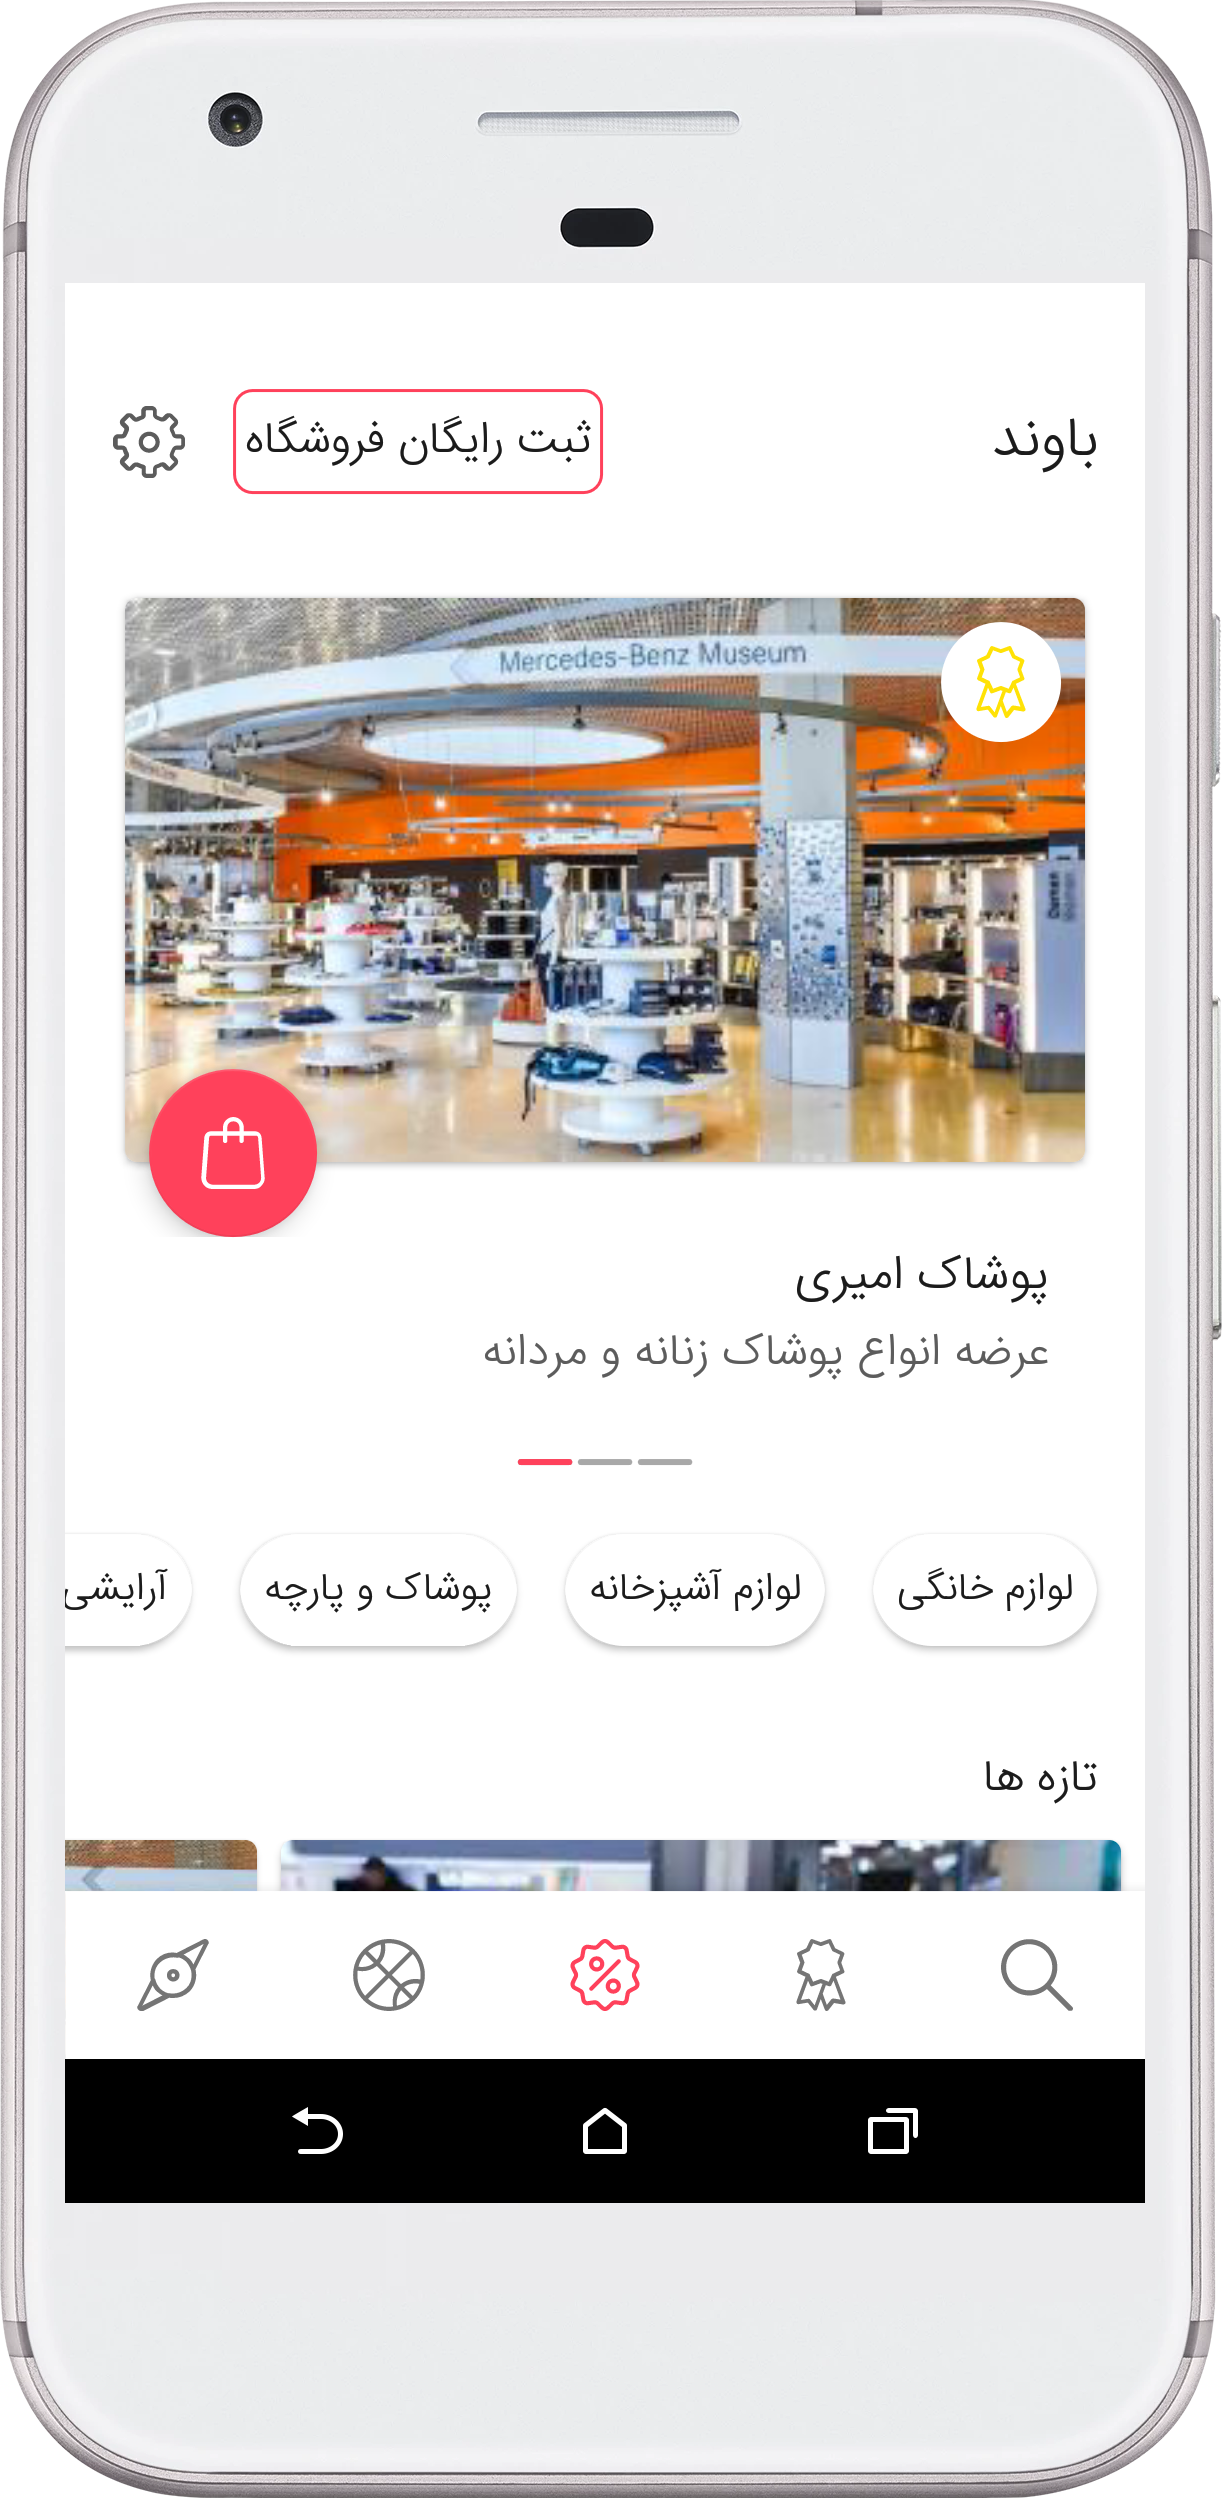 باوند
ثبت رایگان فروشگاه
Mercedes-Benz Museum
پوشاک امیری
عرضه انواع پوشاک زنانه و مردانه
لوازم خانگی
لوازم آشپزخانه
پوشاک و پارچه
آرایشی
تازه ها